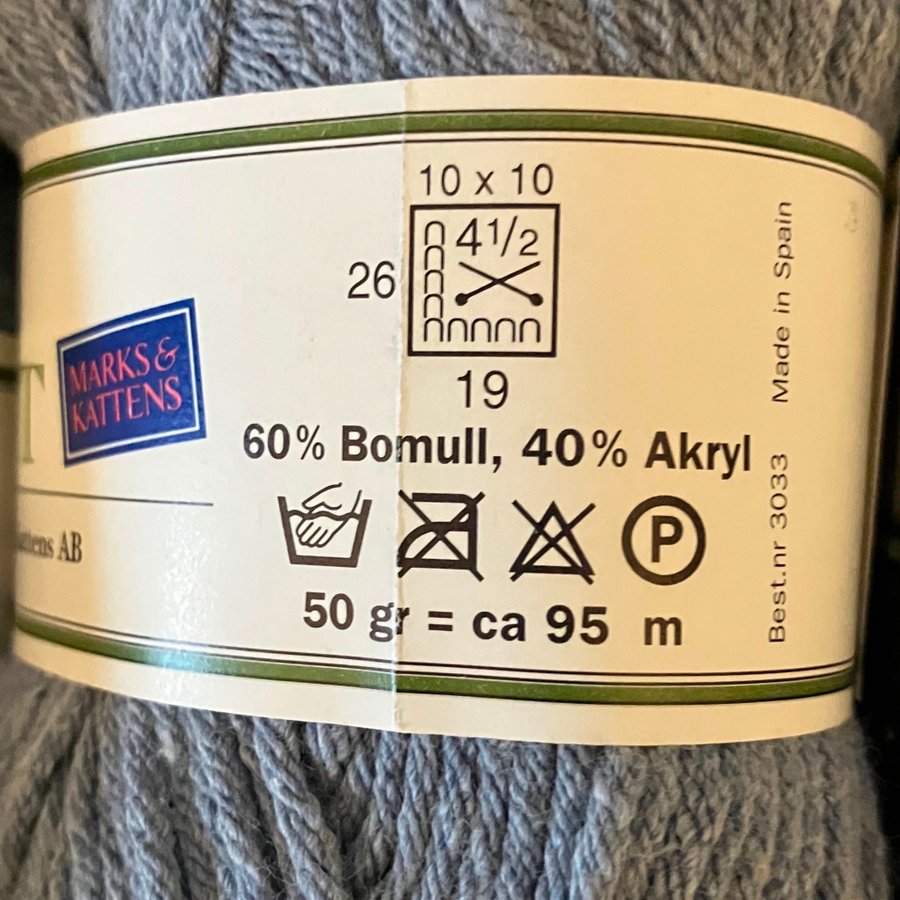 MARKS &
KATTENS
AB
10 x 10
4 1/2
26
19
60% Bomull, 40% Akryl
P
50 gr = ca 95 m
Best.nr 3033 Made in Spain